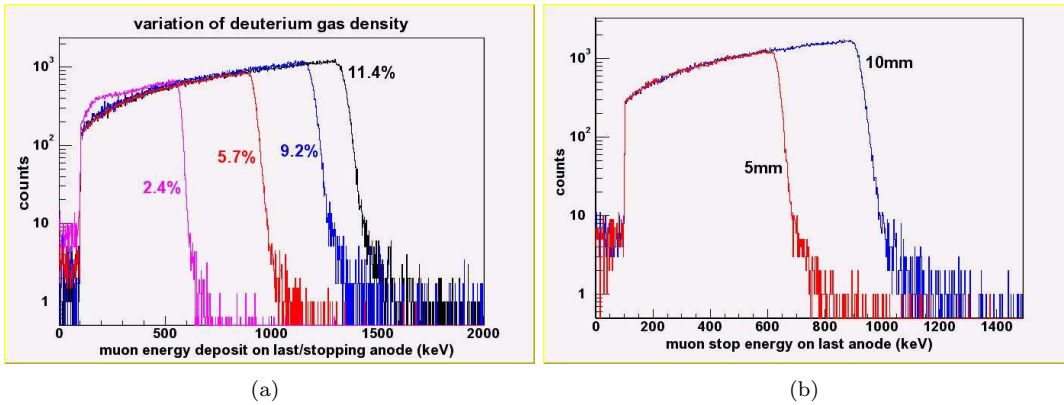 variation of deuterium gas density
10³
10²
10
1
counts
11.4%
9.2%
5.7%
2.4%
0 500 1000 1500 2000
muon energy deposit on last/stopping anode (keV)
(a)
10³
10²
10
1
counts
10mm
5mm
0 200 400 600 800 1000 1200 1400
muon stop energy on last anode (keV)
(b)